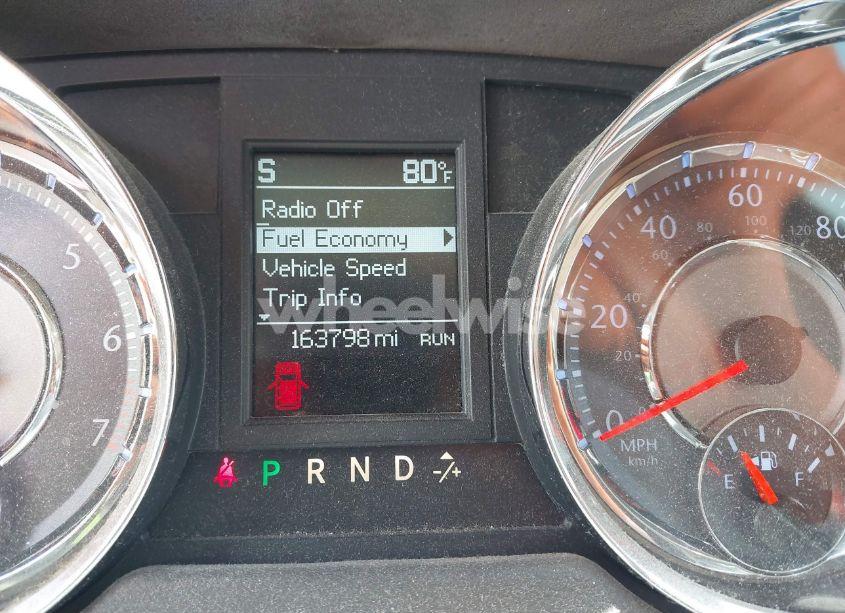 S 80°F
Radio Off
Fuel Economy
Vehicle Speed
Trip Info
163798 mi RUN
P R N D -/+
5
6
7
0 20 40 60 80
0 20 40 60 80 100 120
MPH
km/h
E F
wheelwise